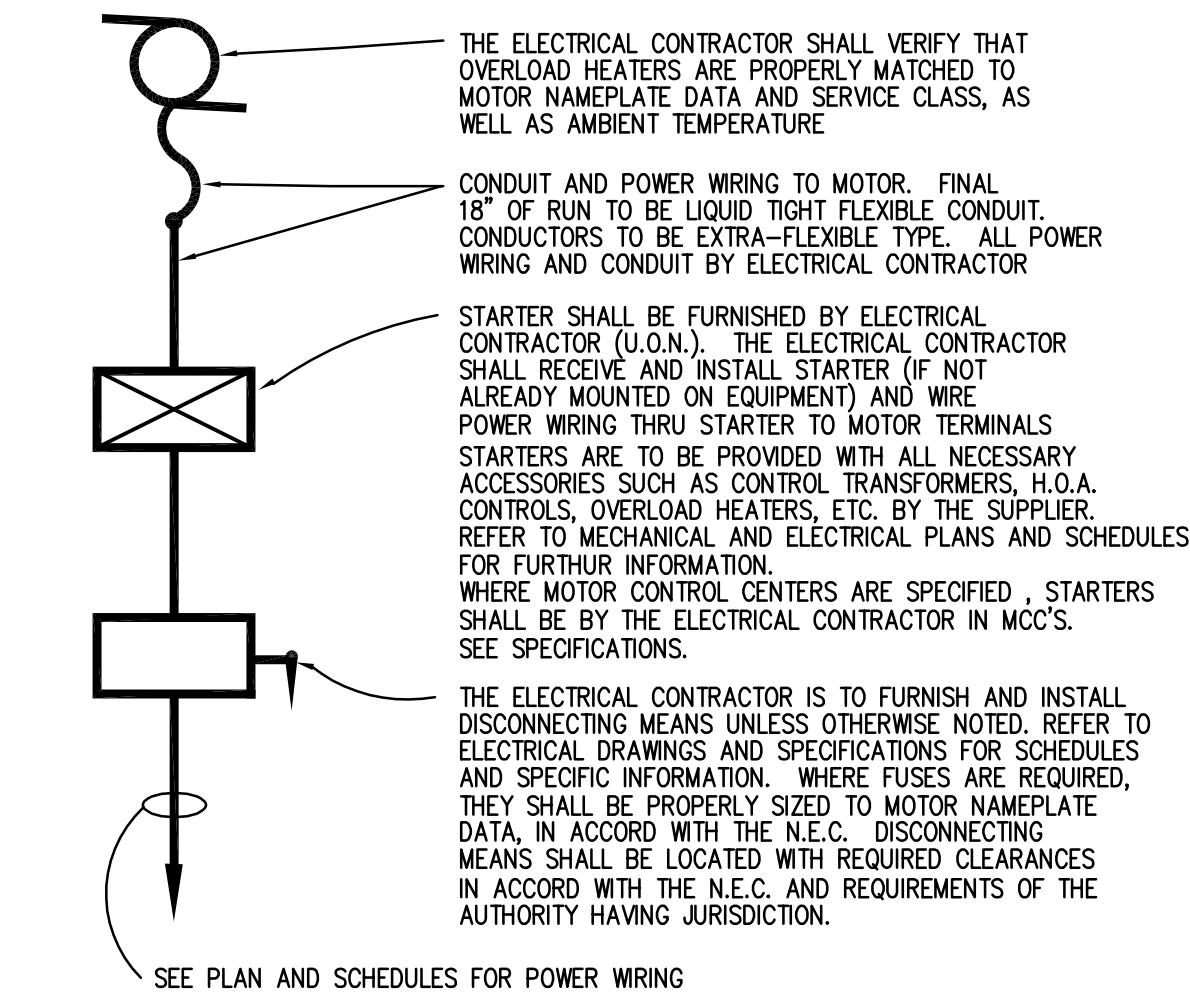 THE ELECTRICAL CONTRACTOR SHALL VERIFY THAT
OVERLOAD HEATERS ARE PROPERLY MATCHED TO
MOTOR NAMEPLATE DATA AND SERVICE CLASS, AS
WELL AS AMBIENT TEMPERATURE
CONDUIT AND POWER WIRING TO MOTOR. FINAL
18" OF RUN TO BE LIQUID TIGHT FLEXIBLE CONDUIT.
CONDUCTORS TO BE EXTRA-FLEXIBLE TYPE. ALL POWER
WIRING AND CONDUIT BY ELECTRICAL CONTRACTOR
STARTER SHALL BE FURNISHED BY ELECTRICAL
CONTRACTOR (U.O.N.). THE ELECTRICAL CONTRACTOR
SHALL RECEIVE AND INSTALL STARTER (IF NOT
ALREADY MOUNTED ON EQUIPMENT) AND WIRE
POWER WIRING THRU STARTER TO MOTOR TERMINALS
STARTERS ARE TO BE PROVIDED WITH ALL NECESSARY
ACCESSORIES SUCH AS CONTROL TRANSFORMERS, H.O.A.
CONTROLS, OVERLOAD HEATERS, ETC. BY THE SUPPLIER.
REFER TO MECHANICAL AND ELECTRICAL PLANS AND SCHEDULES
FOR FURTHUR INFORMATION.
WHERE MOTOR CONTROL CENTERS ARE SPECIFIED , STARTERS
SHALL BE BY THE ELECTRICAL CONTRACTOR IN MCC'S.
SEE SPECIFICATIONS.
THE ELECTRICAL CONTRACTOR IS TO FURNISH AND INSTALL
DISCONNECTING MEANS UNLESS OTHERWISE NOTED. REFER TO
ELECTRICAL DRAWINGS AND SPECIFICATIONS FOR SCHEDULES
AND SPECIFIC INFORMATION. WHERE FUSES ARE REQUIRED,
THEY SHALL BE PROPERLY SIZED TO MOTOR NAMEPLATE
DATA, IN ACCORD WITH THE N.E.C. DISCONNECTING
MEANS SHALL BE LOCATED WITH REQUIRED CLEARANCES
IN ACCORD WITH THE N.E.C. AND REQUIREMENTS OF THE
AUTHORITY HAVING JURISDICTION.
SEE PLAN AND SCHEDULES FOR POWER WIRING